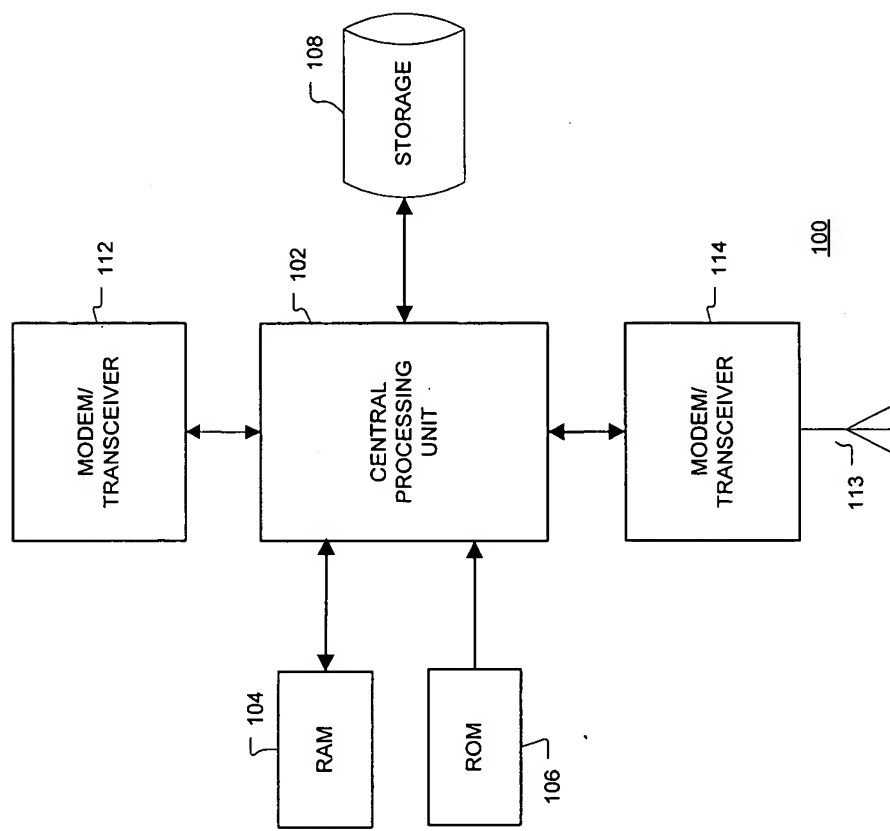 108
STORAGE
112
MODEM/
TRANSCEIVER
102
CENTRAL
PROCESSING
UNIT
114
MODEM/
TRANSCEIVER
113
104
RAM
ROM
106
100